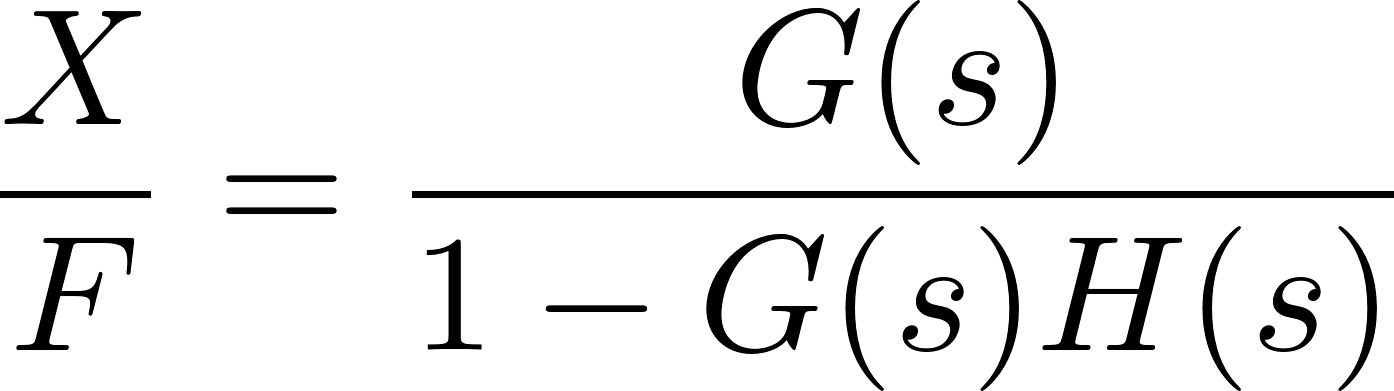 X/F = G(s)/(1 − G(s)H(s))